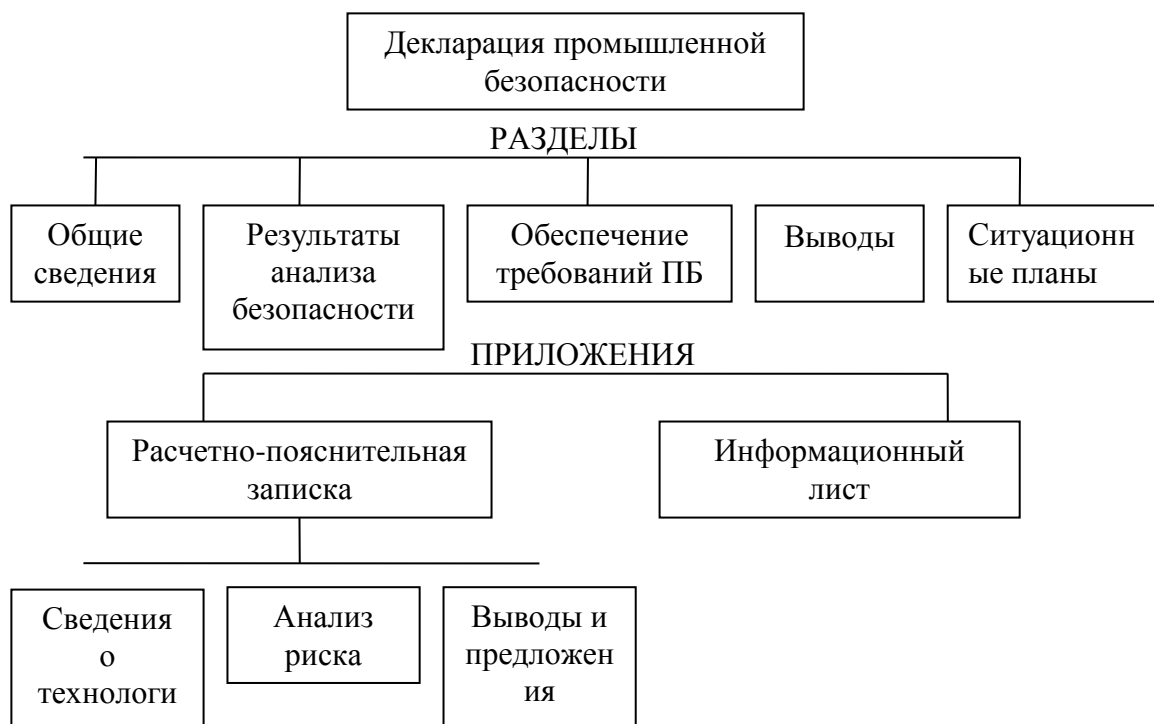 Декларация промышленной
безопасности
РАЗДЕЛЫ
Общие
сведения
Результаты
анализа
безопасности
Обеспечение
требований ПБ
Выводы
Ситуационн
ые планы
ПРИЛОЖЕНИЯ
Расчетно-пояснительная
записка
Информационный
лист
Сведения
о
технологи
Анализ
риска
Выводы и
предложен
ия